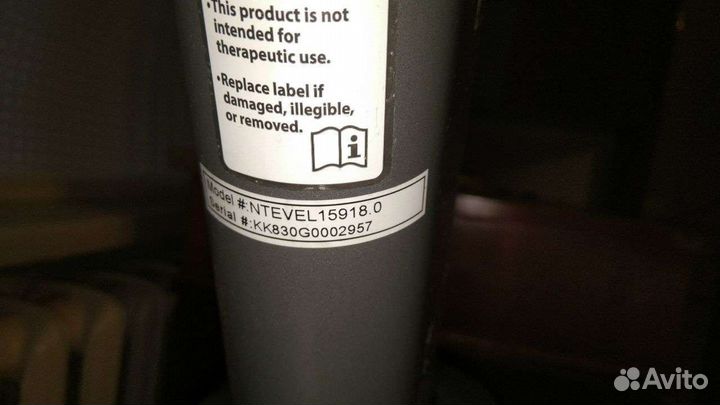 •This product is not
intended for
therapeutic use.
•Replace label if
damaged, illegible,
or removed.
i
Model #:NTEVEL15918.0
Serial #:KK830G0002957
Avito